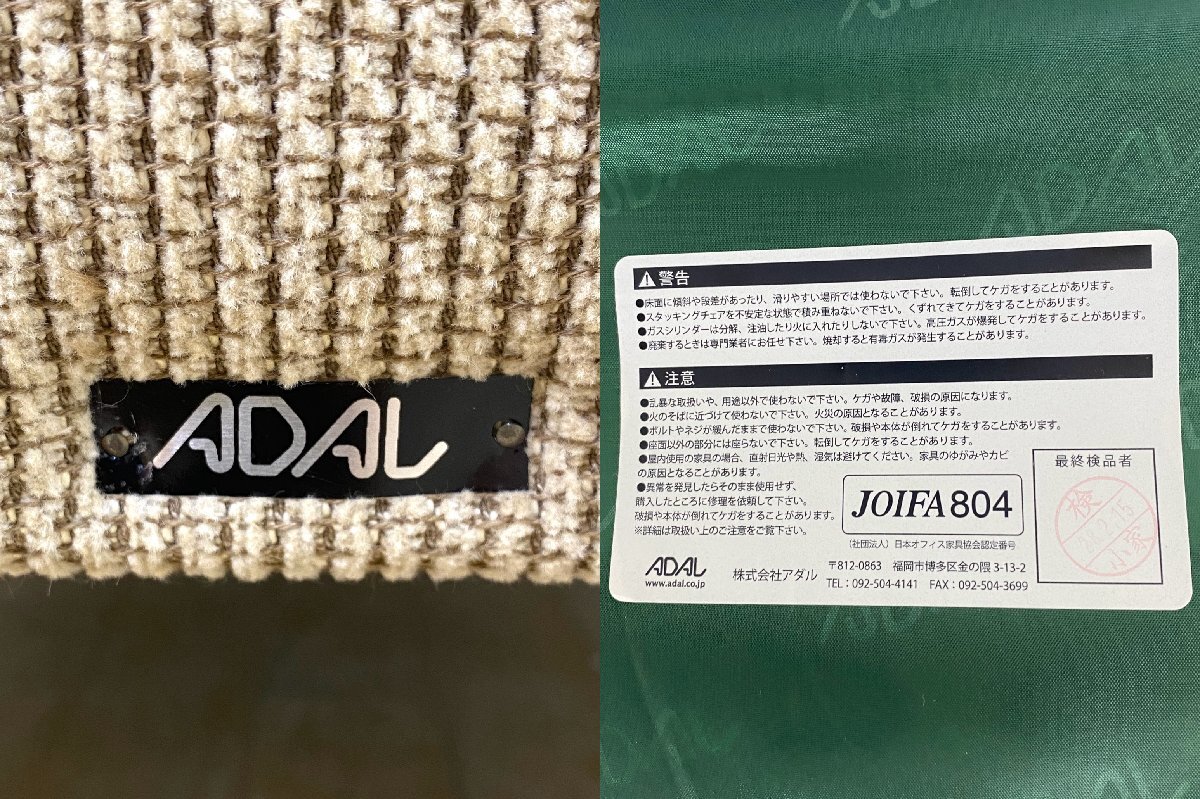 ADAL
警告
●床面に傾斜や段差があったり、滑りやすい場所では使わないで下さい。転倒してケガをすることがあります。
●スタッキングチェアを不安定な状態で積み重ねないで下さい。くずれてきてケガをすることがあります。
●ガスシリンダーは分解、注油したり火に入れたりしないで下さい。高圧ガスが爆発してケガをすることがあります。
●廃棄するときは専門業者にお任せ下さい。焼却すると有毒ガスが発生することがあります。
注意
●乱暴な取扱いや、用途以外で使わないで下さい。ケガや故障、破損の原因になります。
●火のそばに近づけて使わないで下さい。火災の原因となることがあります。
●ボルトやネジが緩んだままで使わないで下さい。破損や本体が倒れてケガをすることがあります。
●座面以外の部分には座らないで下さい。転倒してケガをすることがあります。
●屋内使用の家具の場合、直射日光や熱、湿気は避けてください。家具のゆがみやカビ
の原因となることがあります。
●異常を発見したらそのまま使用せず、
購入したところに修理を依頼して下さい。
破損や本体が倒れてケガをすることがあります。
※詳細は取扱い上のご注意をご覧下さい。
JOIFA 804
(社団法人)日本オフィス家具協会認定番号
最終検品者
ADAL
www.adal.co.jp
株式会社アダル
〒812-0863 福岡市博多区金の隈3-13-2
TEL:092-504-4141 FAX:092-504-3699
ADAL
ADAL
ADAL